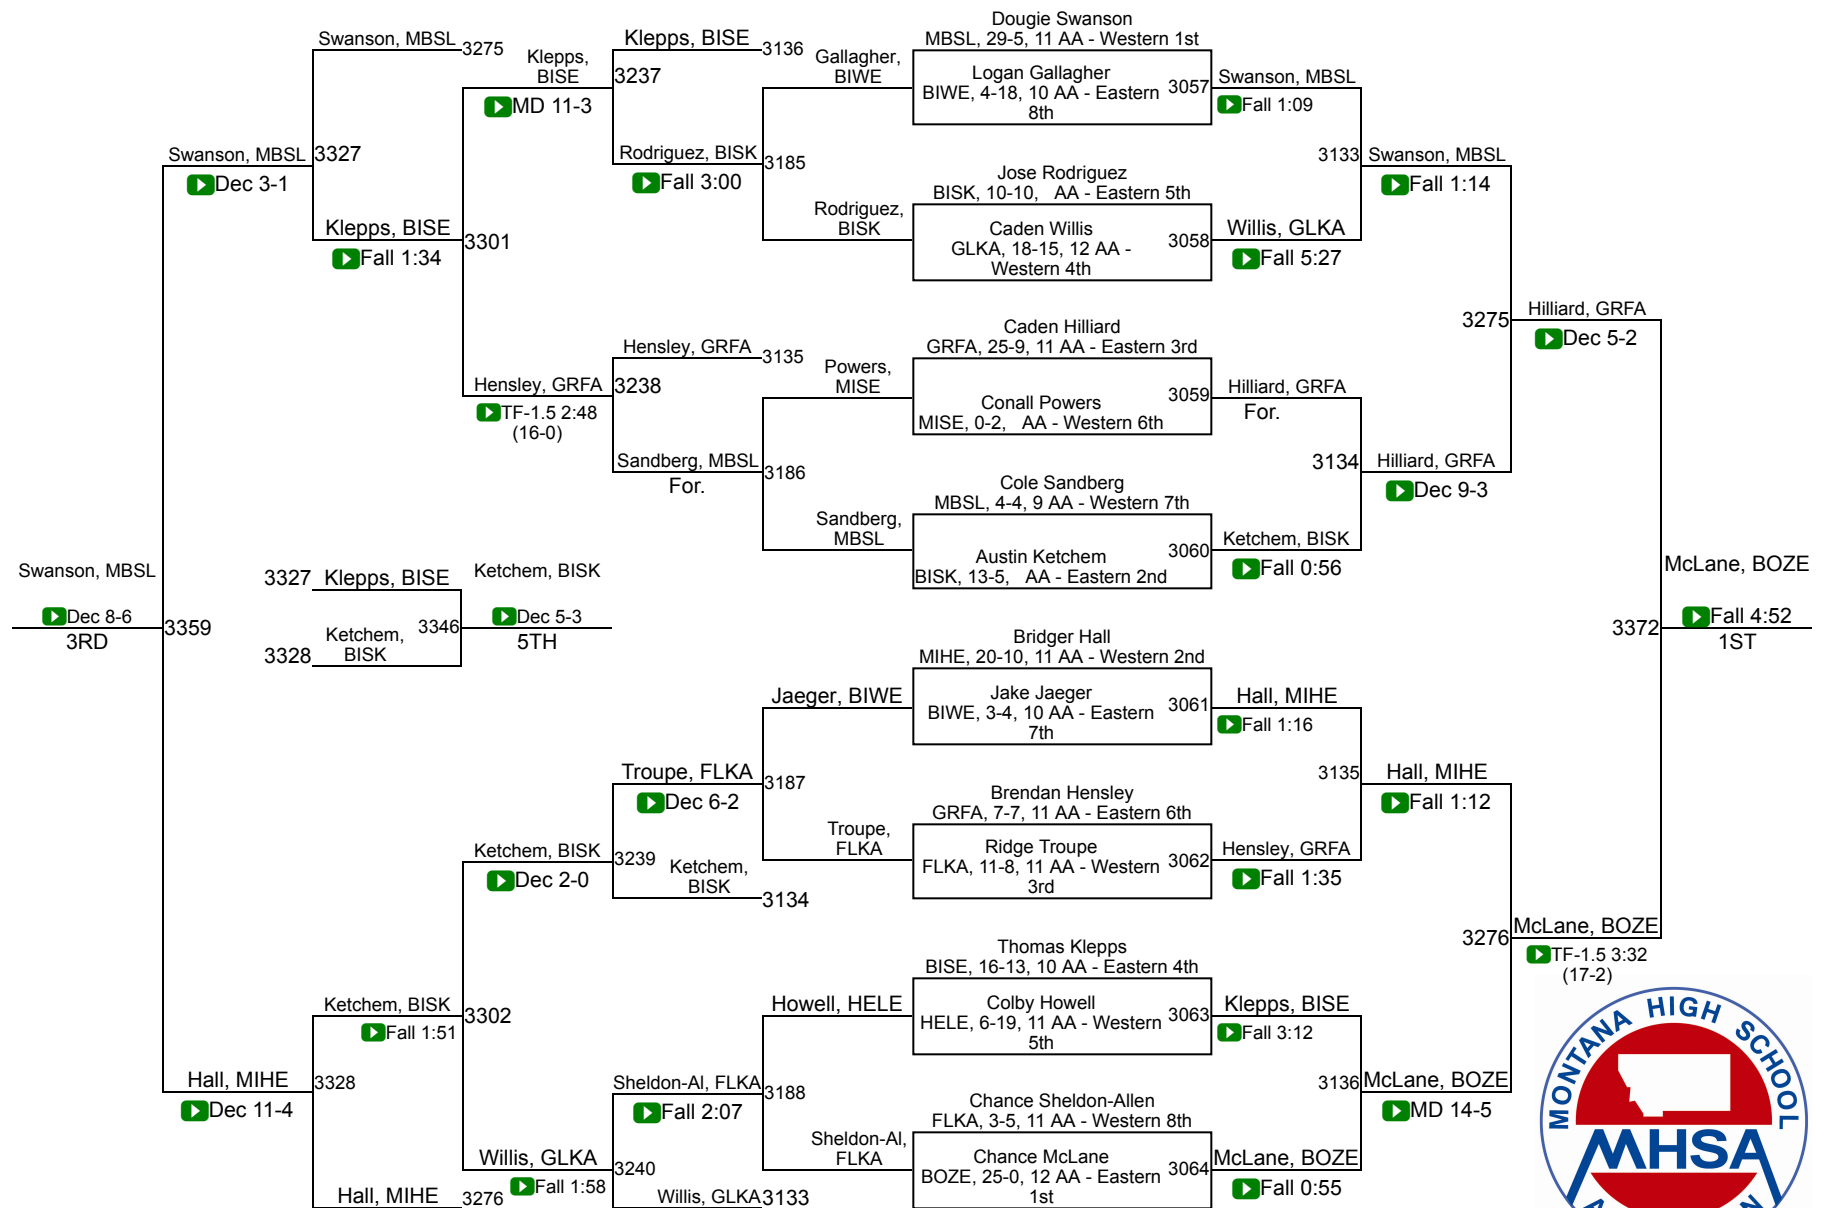 Swanson, MBSL
3275
Klepps,
BISE
MD 11-3
Klepps, BISE
3136
3237
Gallagher,
BIWE
Dougie Swanson
MBSL, 29-5, 11 AA - Western 1st
Logan Gallagher
BIWE, 4-18, 10 AA - Eastern
8th
3057
Swanson, MBSL
Fall 1:09
Swanson, MBSL
Dec 3-1
3327
Rodriguez, BISK
Fall 3:00
3185
3133
Swanson, MBSL
Fall 1:14
Klepps, BISE
Fall 1:34
3301
Rodriguez,
BISK
Jose Rodriguez
BISK, 10-10, AA - Eastern 5th
Caden Willis
GLKA, 18-15, 12 AA -
Western 4th
3058
Willis, GLKA
Fall 5:27
3275
Hilliard, GRFA
Dec 5-2
Hensley, GRFA
3135
Hensley, GRFA
TF-1.5 2:48
(16-0)
3238
Powers,
MISE
Caden Hilliard
GRFA, 25-9, 11 AA - Eastern 3rd
Conall Powers
MISE, 0-2, AA - Western 6th
3059
Hilliard, GRFA
For.
Sandberg, MBSL
For.
3186
3134
Hilliard, GRFA
Dec 9-3
Sandberg,
MBSL
Cole Sandberg
MBSL, 4-4, 9 AA - Western 7th
Austin Ketchem
BISK, 13-5, AA - Eastern 2nd
3060
Ketchem, BISK
Fall 0:56
Swanson, MBSL
Dec 8-6
3RD
3359
3327
Klepps, BISE
3328
Ketchem,
BISK
3346
Ketchem, BISK
Dec 5-3
5TH
McLane, BOZE
3372
Fall 4:52
1ST
Jaeger, BIWE
Bridger Hall
MIHE, 20-10, 11 AA - Western 2nd
Jake Jaeger
BIWE, 3-4, 10 AA - Eastern
7th
3061
Hall, MIHE
Fall 1:16
Troupe, FLKA
Dec 6-2
3187
3135
Hall, MIHE
Fall 1:12
Ketchem, BISK
Dec 2-0
3239
Ketchem,
BISK
3134
Troupe,
FLKA
Brendan Hensley
GRFA, 7-7, 11 AA - Eastern 6th
Ridge Troupe
FLKA, 11-8, 11 AA - Western
3rd
3062
Hensley, GRFA
Fall 1:35
3276
McLane, BOZE
TF-1.5 3:32
(17-2)
Ketchem, BISK
Fall 1:51
3302
Howell, HELE
Thomas Klepps
BISE, 16-13, 10 AA - Eastern 4th
Colby Howell
HELE, 6-19, 11 AA - Western
5th
3063
Klepps, BISE
Fall 3:12
Hall, MIHE
Dec 11-4
3328
Sheldon-Al, FLKA
Fall 2:07
3188
3136
McLane, BOZE
MD 14-5
Willis, GLKA
Fall 1:58
3240
Sheldon-Al,
FLKA
Chance Sheldon-Allen
FLKA, 3-5, 11 AA - Western 8th
Chance McLane
BOZE, 25-0, 12 AA - Eastern
1st
3064
McLane, BOZE
Fall 0:55
Hall, MIHE
3276
Willis, GLKA
3133
MONTANA HIGH SCHOOL
MHSA